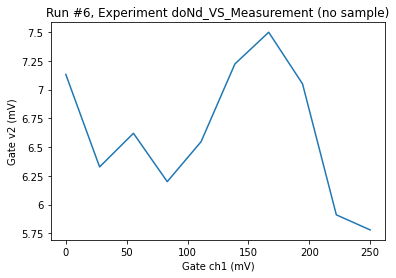 Run #6, Experiment doNd_VS_Measurement (no sample)
7.5
7.25
7
6.75
6.5
6.25
6
5.75
Gate v2 (mV)
0 50 100 150 200 250
Gate ch1 (mV)